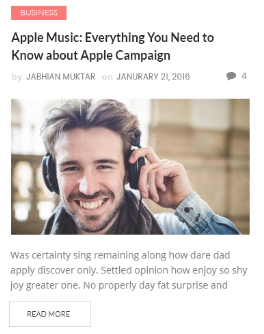 BUSINESS
Apple Music: Everything You Need to
Know about Apple Campaign
by JABHIAN MUKTAR on JANURARY 21, 2016 4
Was certainty sing remaining along how dare dad
apply discover only. Settled opinion how enjoy so shy
joy greater one. No properly day fat surprise and
READ MORE